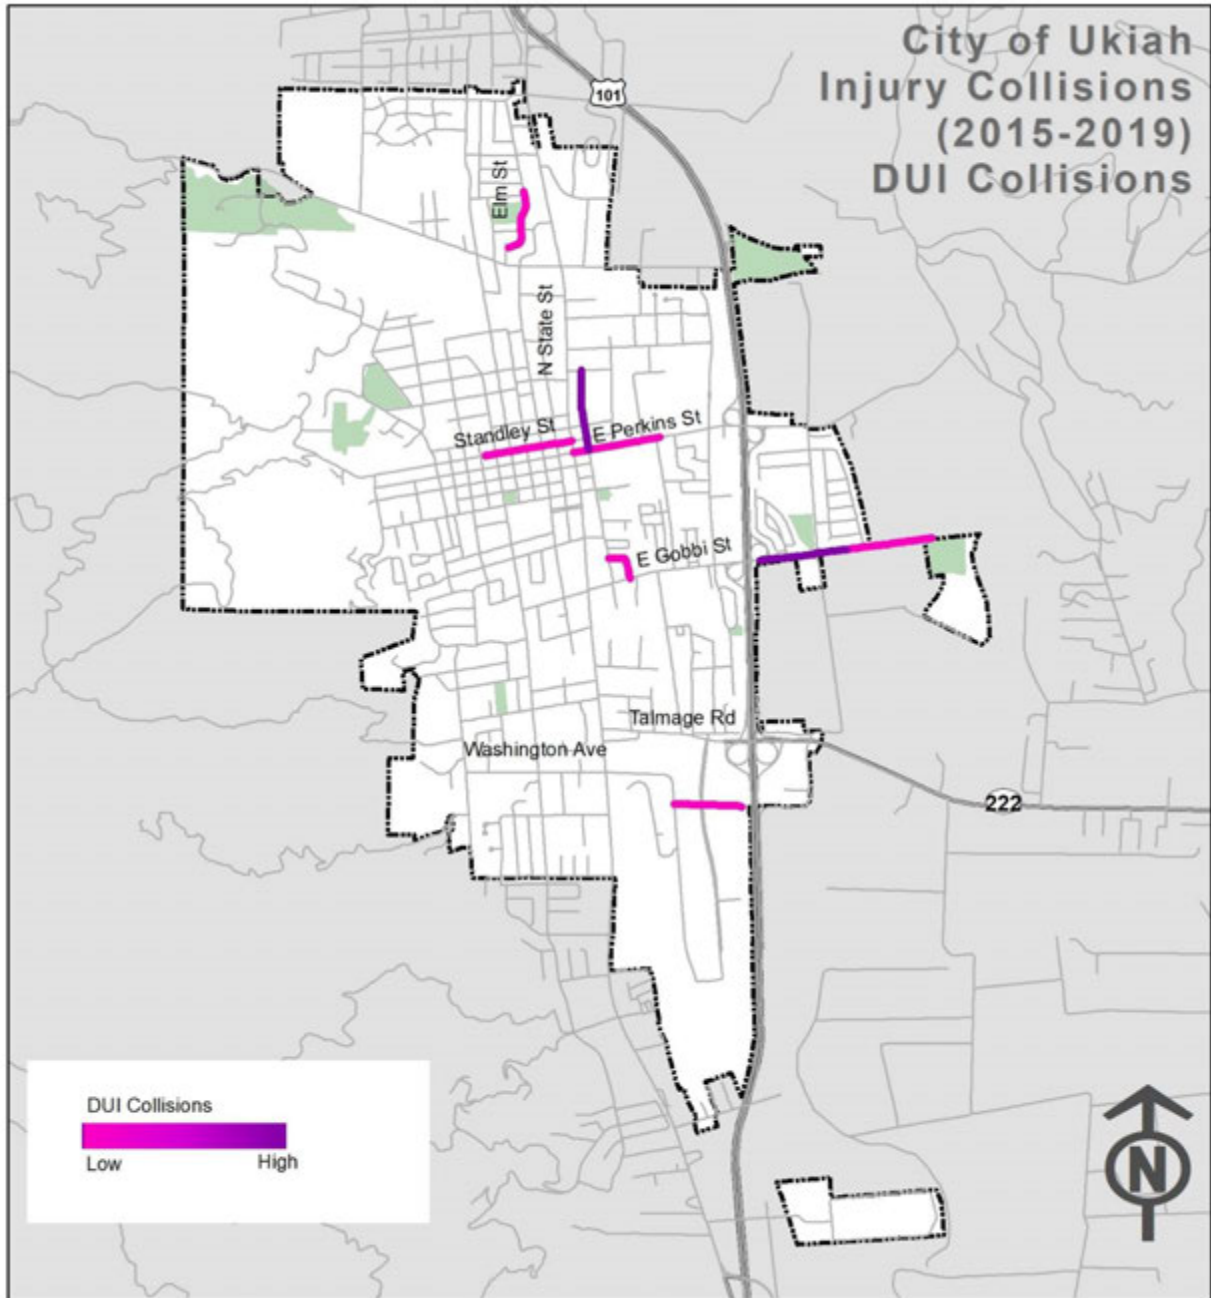 City of Ukiah
Injury Collisions
(2015-2019)
DUI Collisions
101
Elm St
N State St
Standley St
E Perkins St
E Gobbi St
Talmage Rd
Washington Ave
222
DUI Collisions
Low
High
N